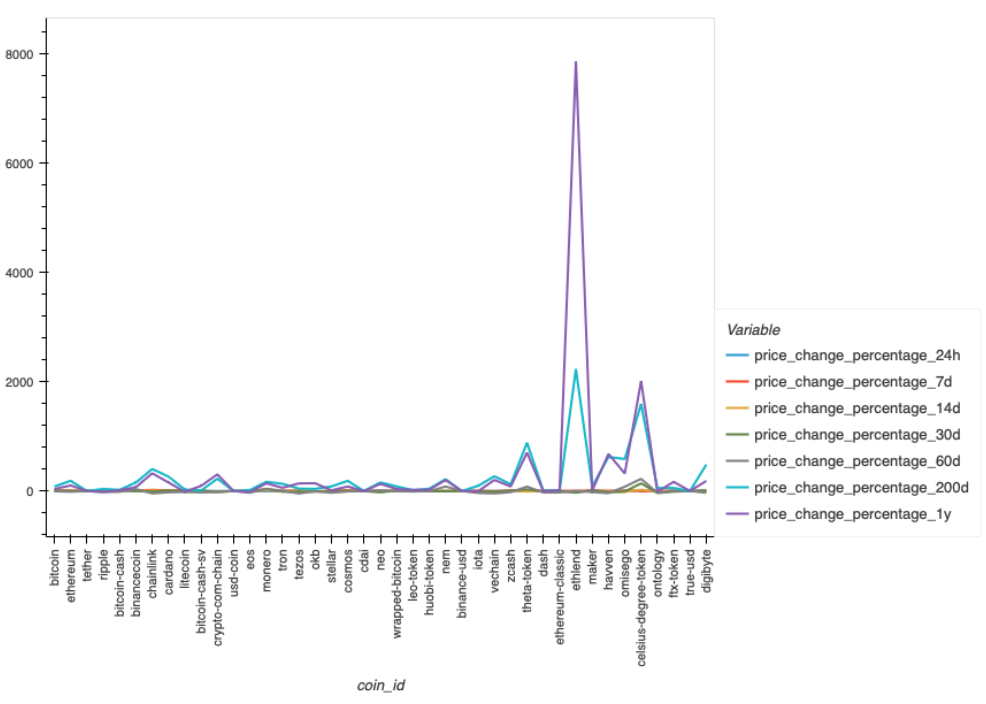 8000
6000
4000
2000
0
bitcoin
ethereum
tether
ripple
bitcoin-cash
binancecoin
chainlink
cardano
litecoin
bitcoin-cash-sv
crypto-com-chain
usd-coin
eos
monero
tron
tezos
okb
stellar
cosmos
cdai
neo
wrapped-bitcoin
leo-token
huobi-token
nem
binance-usd
iota
vechain
zcash
theta-token
dash
ethereum-classic
ethlend
maker
havven
omisego
celsius-degree-token
ontology
ftx-token
true-usd
digibyte
coin_id
Variable
price_change_percentage_24h
price_change_percentage_7d
price_change_percentage_14d
price_change_percentage_30d
price_change_percentage_60d
price_change_percentage_200d
price_change_percentage_1y